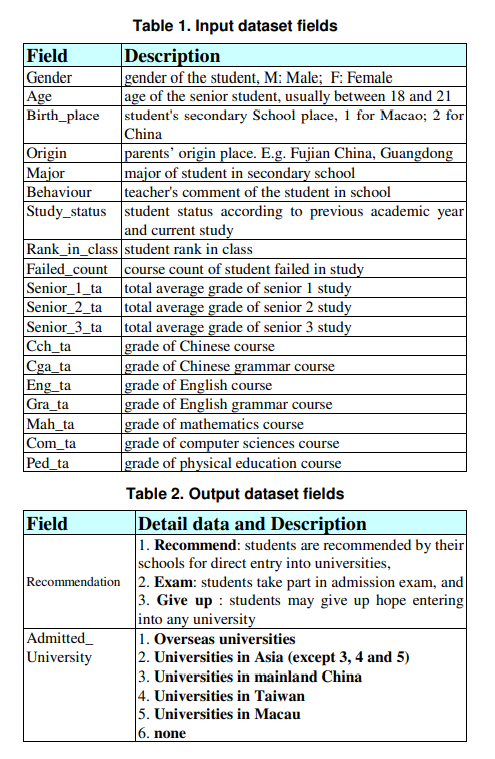 Table 1. Input dataset fields
Field Description
Gender gender of the student, M: Male; F: Female
Age age of the senior student, usually between 18 and 21
Birth_place student's secondary School place, 1 for Macao; 2 for
China
Origin parents’ origin place. E.g. Fujian China, Guangdong
Major major of student in secondary school
Behaviour teacher's comment of the student in school
Study_status student status according to previous academic year
and current study
Rank_in_class student rank in class
Failed_count course count of student failed in study
Senior_1_ta total average grade of senior 1 study
Senior_2_ta total average grade of senior 2 study
Senior_3_ta total average grade of senior 3 study
Cch_ta grade of Chinese course
Cga_ta grade of Chinese grammar course
Eng_ta grade of English course
Gra_ta grade of English grammar course
Mah_ta grade of mathematics course
Com_ta grade of computer sciences course
Ped_ta grade of physical education course
Table 2. Output dataset fields
Field Detail data and Description
1. Recommend: students are recommended by their
schools for direct entry into universities,
Recommendation 2. Exam: students take part in admission exam, and
3. Give up : students may give up hope entering
into any university
Admitted_ 1. Overseas universities
University 2. Universities in Asia (except 3, 4 and 5)
3. Universities in mainland China
4. Universities in Taiwan
5. Universities in Macau
6. none